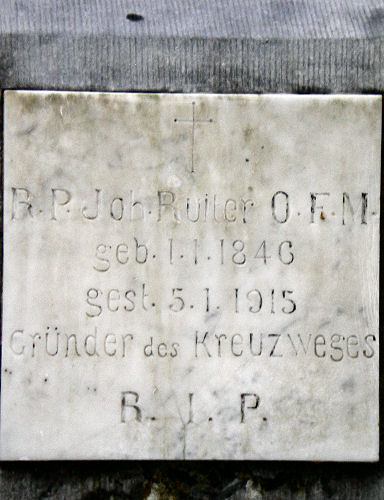 R.P. Joh. Ruiter O.F.M.
geb. 1.1.1846
gest. 5.1.1915
Gründer des Kreuzweges
R.I.P.